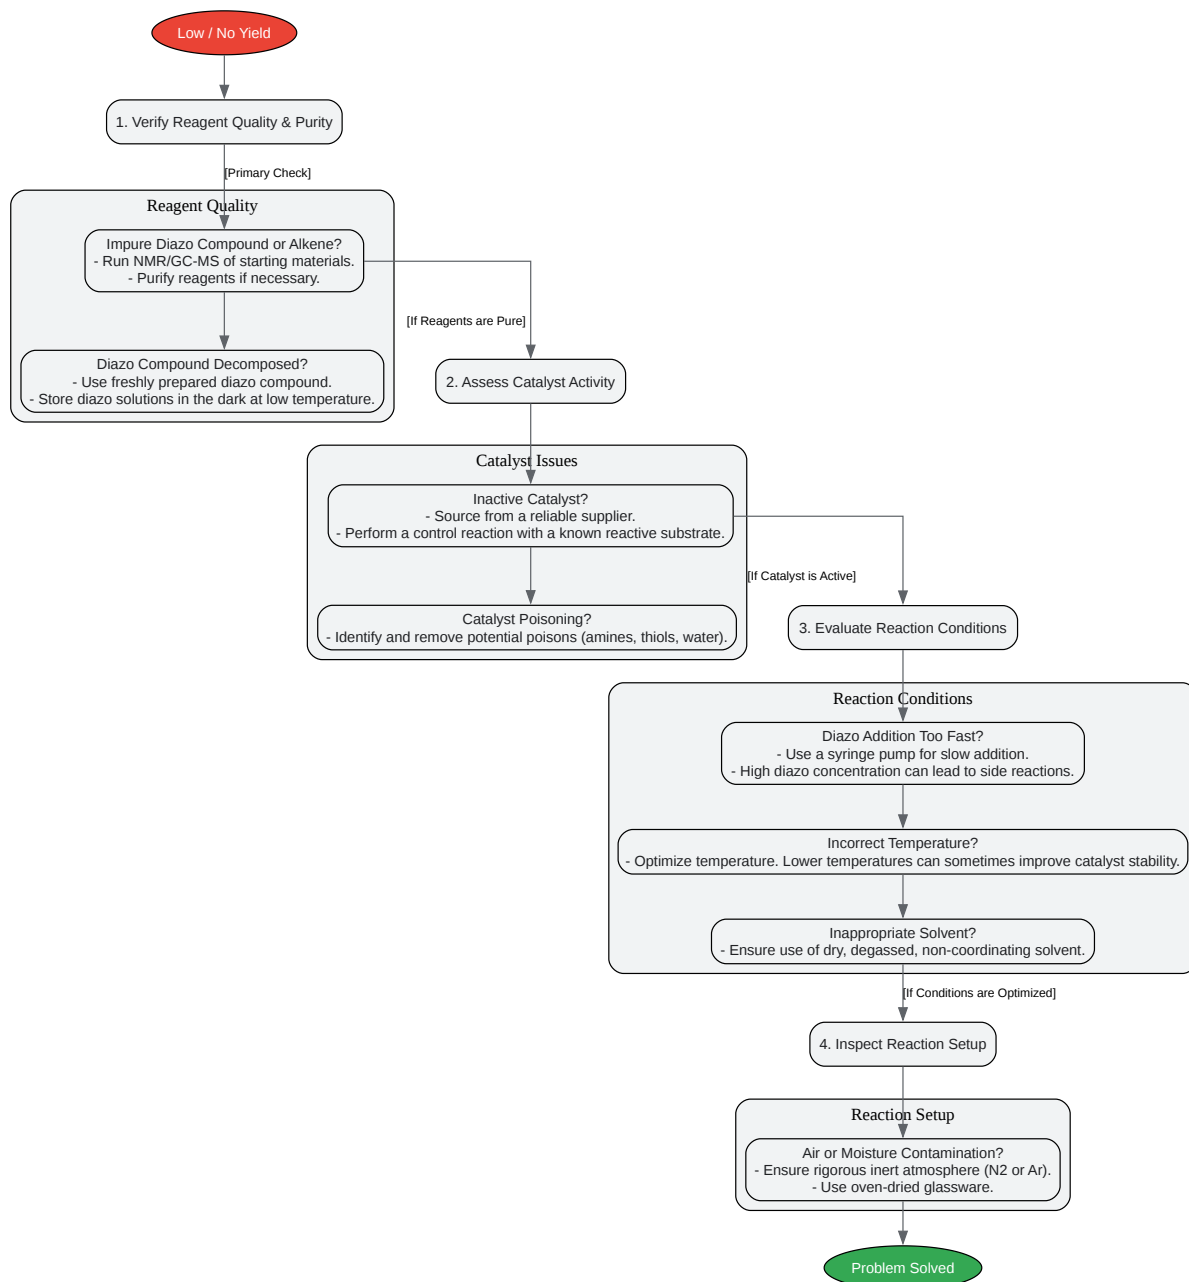 Low / No Yield
1. Verify Reagent Quality & Purity
[Primary Check]
Reagent Quality
Impure Diazo Compound or Alkene?
- Run NMR/GC-MS of starting materials.
- Purify reagents if necessary.
[If Reagents are Pure]
Diazo Compound Decomposed?
- Use freshly prepared diazo compound.
- Store diazo solutions in the dark at low temperature.
2. Assess Catalyst Activity
Catalyst Issues
Inactive Catalyst?
- Source from a reliable supplier.
- Perform a control reaction with a known reactive substrate.
[If Catalyst is Active]
Catalyst Poisoning?
- Identify and remove potential poisons (amines, thiols, water).
3. Evaluate Reaction Conditions
Reaction Conditions
Diazo Addition Too Fast?
- Use a syringe pump for slow addition.
- High diazo concentration can lead to side reactions.
Incorrect Temperature?
- Optimize temperature. Lower temperatures can sometimes improve catalyst stability.
Inappropriate Solvent?
- Ensure use of dry, degassed, non-coordinating solvent.
[If Conditions are Optimized]
4. Inspect Reaction Setup
Reaction Setup
Air or Moisture Contamination?
- Ensure rigorous inert atmosphere (N2 or Ar).
- Use oven-dried glassware.
Problem Solved